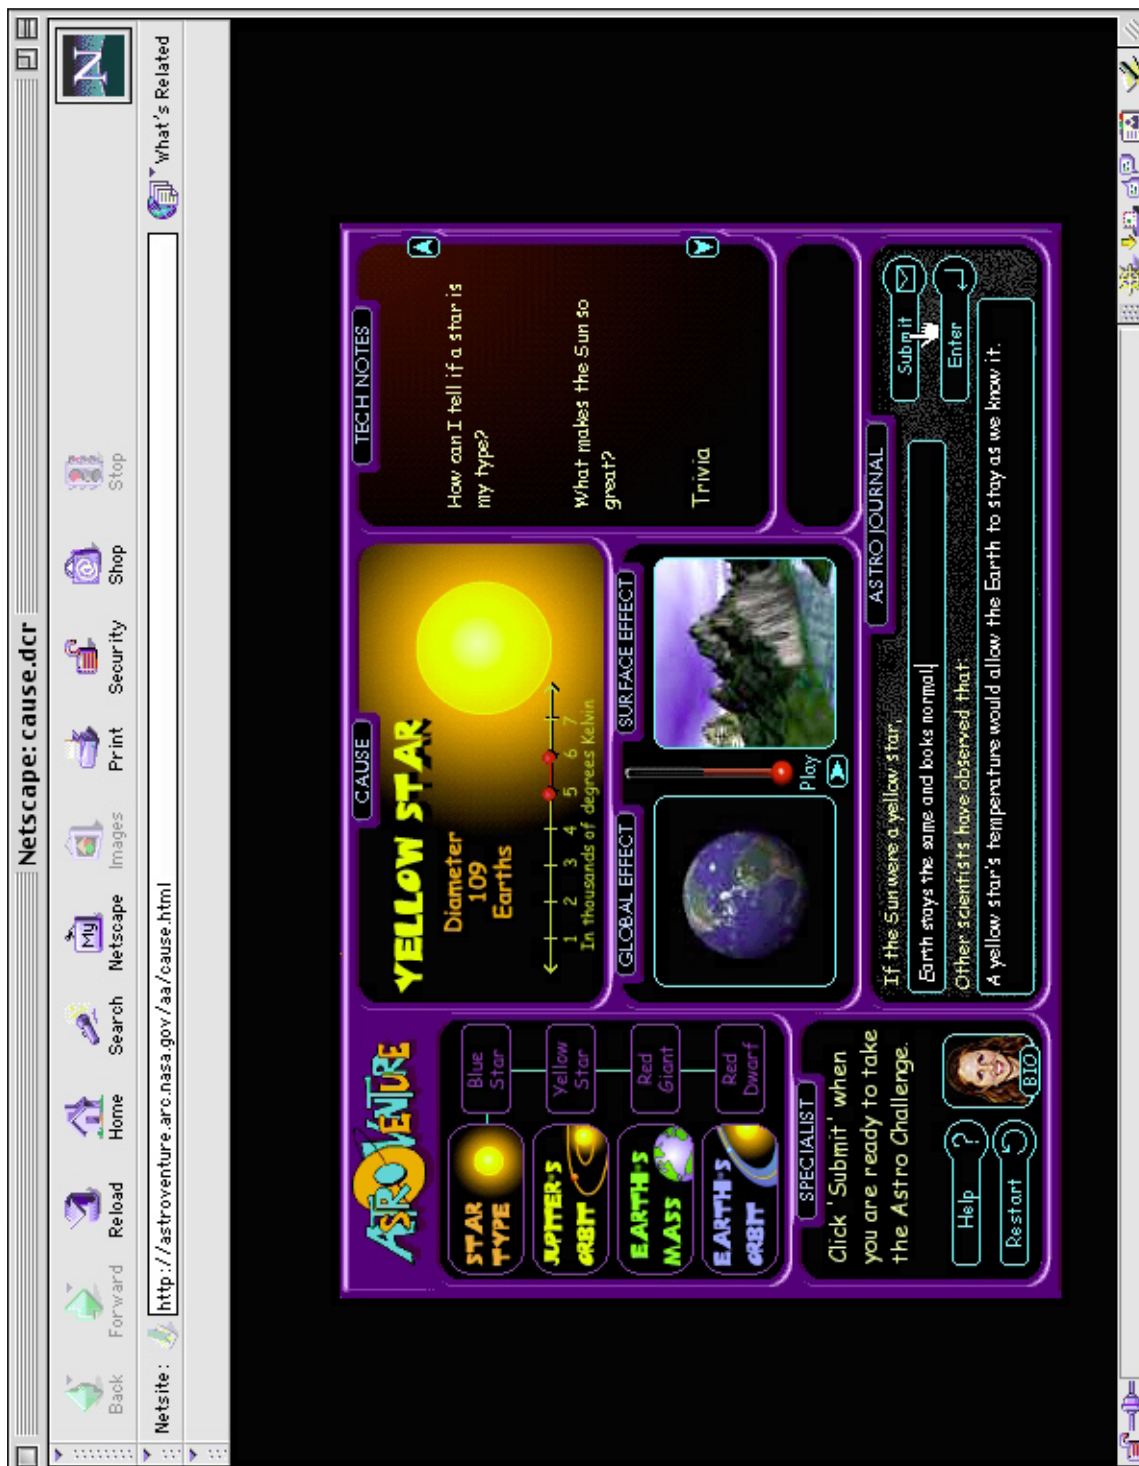 Netscape: cause.dcr
Back Forward Reload Home Search Netscape Images Print Security Shop Stop
My
N
Netsite: http://astroventure.arc.nasa.gov/aa/cause.html What's Related
ASTROVENTURE
STAR
TYPE
JUPITER'S
ORBIT
EARTH'S
MASS
EARTH'S
ORBIT
Blue
Star
Yellow
Star
Red
Giant
Red
Dwarf
CAUSE
YELLOW STAR
Diameter
109
Earths
1 2 3 4 5 6 7
In thousands of degrees Kelvin
TECH NOTES
How can I tell if a star is
my type?
What makes the Sun so
great?
Trivia
GLOBAL EFFECT
SURFACE EFFECT
Play
SPECIALIST
Click 'Submit' when
you are ready to take
the Astro Challenge.
Help ?
Restart
BIO
ASTRO JOURNAL
If the Sun were a yellow star,
Earth stays the same and looks normal
Other scientists have observed that:
A yellow star's temperature would allow the Earth to stay as we know it.
Submit
Enter